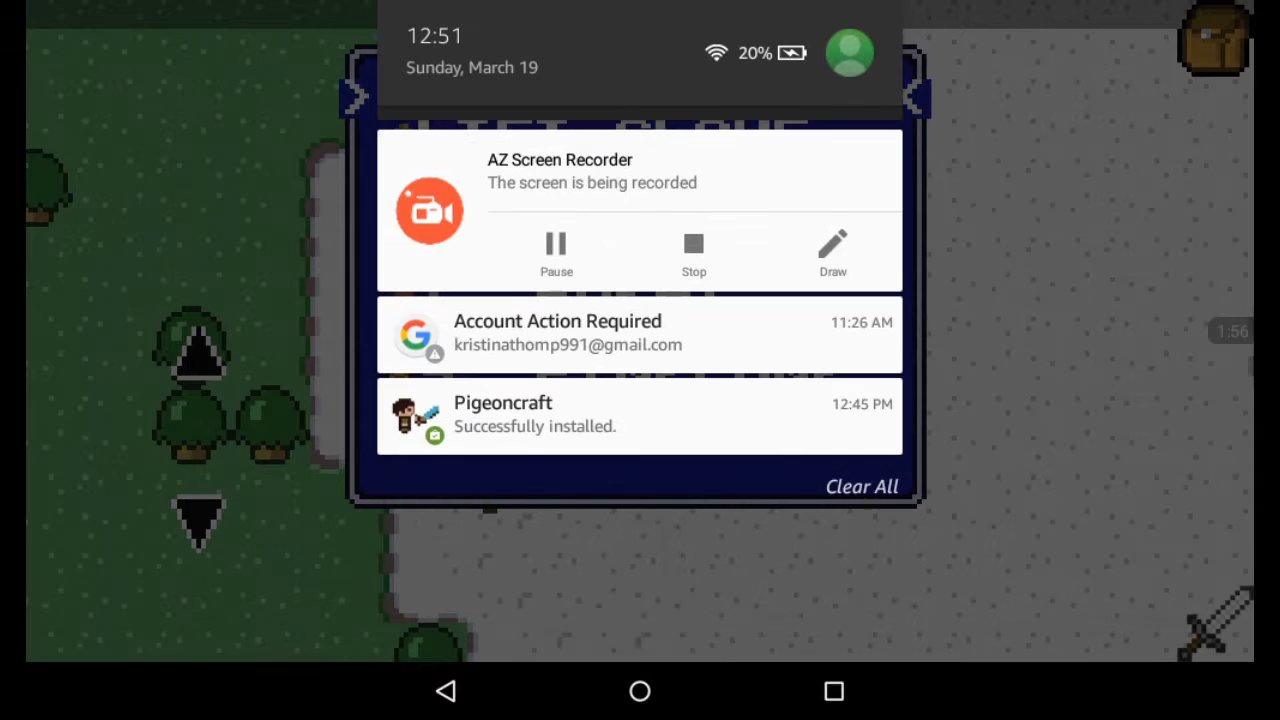 12:51
20%
Sunday, March 19
AZ Screen Recorder
The screen is being recorded
Pause
Stop
Draw
Account Action Required
11:26 AM
kristinathomp991@gmail.com
1:56
Pigeoncraft
12:45 PM
Successfully installed.
Clear All